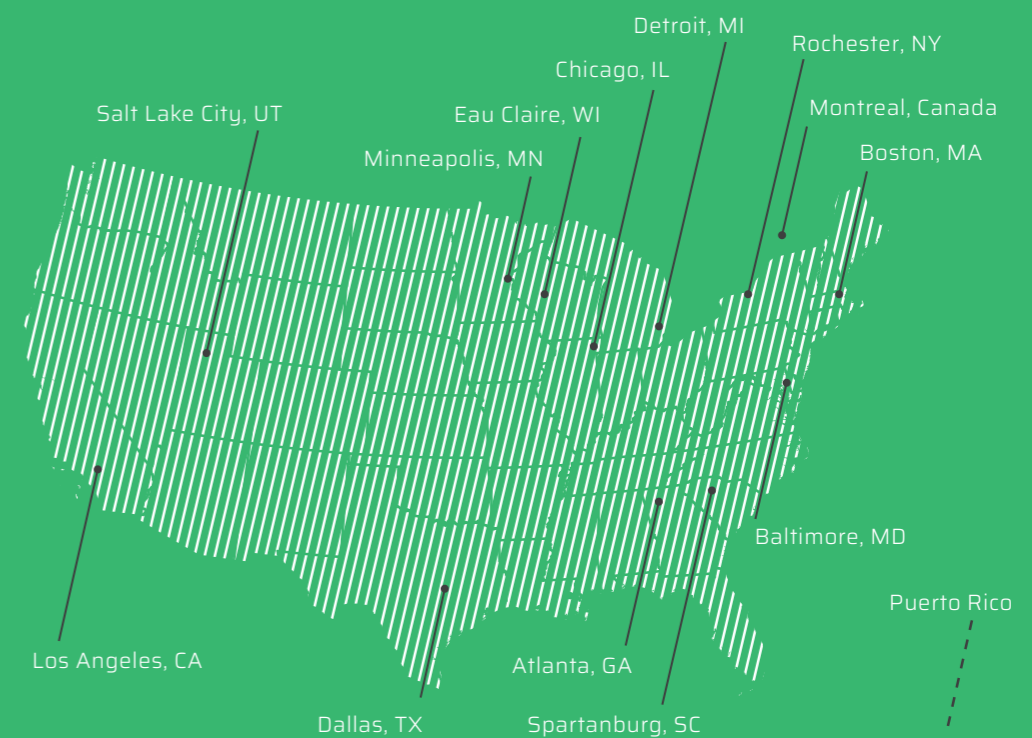 Detroit, MI
Rochester, NY
Chicago, IL
Montreal, Canada
Salt Lake City, UT
Eau Claire, WI
Boston, MA
Minneapolis, MN
Baltimore, MD
Puerto Rico
Los Angeles, CA
Atlanta, GA
Dallas, TX
Spartanburg, SC